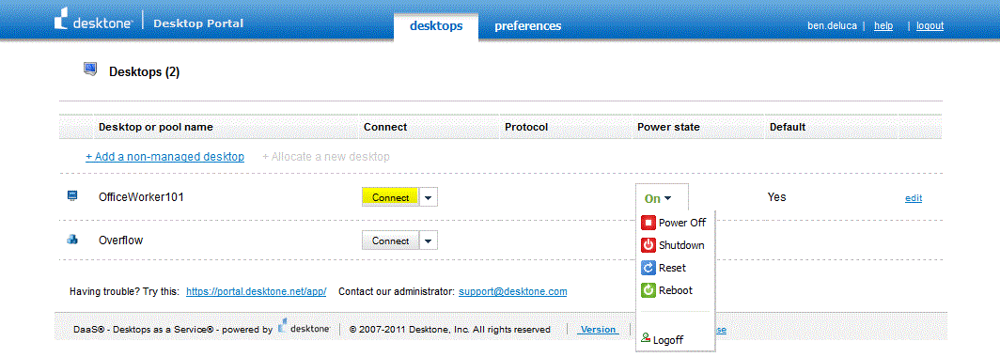 desktone™ | Desktop Portal
desktops
preferences
ben.deluca | help | logout
Desktops (2)
Desktop or pool name Connect Protocol Power state Default
+ Add a non-managed desktop + Allocate a new desktop
OfficeWorker101 Connect On Yes edit
Power Off
Overflow Connect
Shutdown
Reset
Reboot
Having trouble? Try this: https://portal.desktone.net/app/ Contact our administrator: support@desktone.com
DaaS® - Desktops as a Service® - powered by desktone | © 2007-2011 Desktone, Inc. All rights reserved | Version |
Logoff